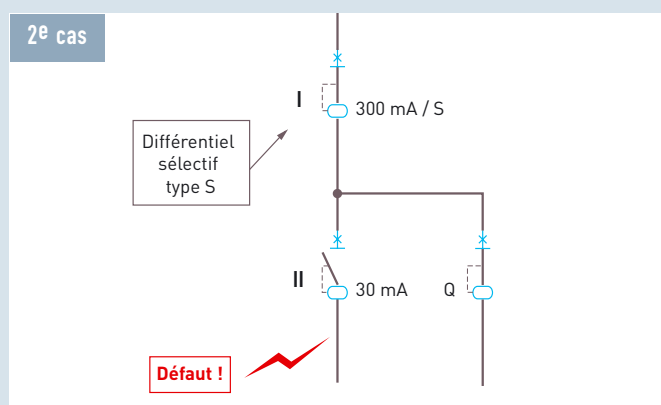 2e cas
I
300 mA / S
Différentiel
sélectif
type S
II
30 mA
Q
Défaut !